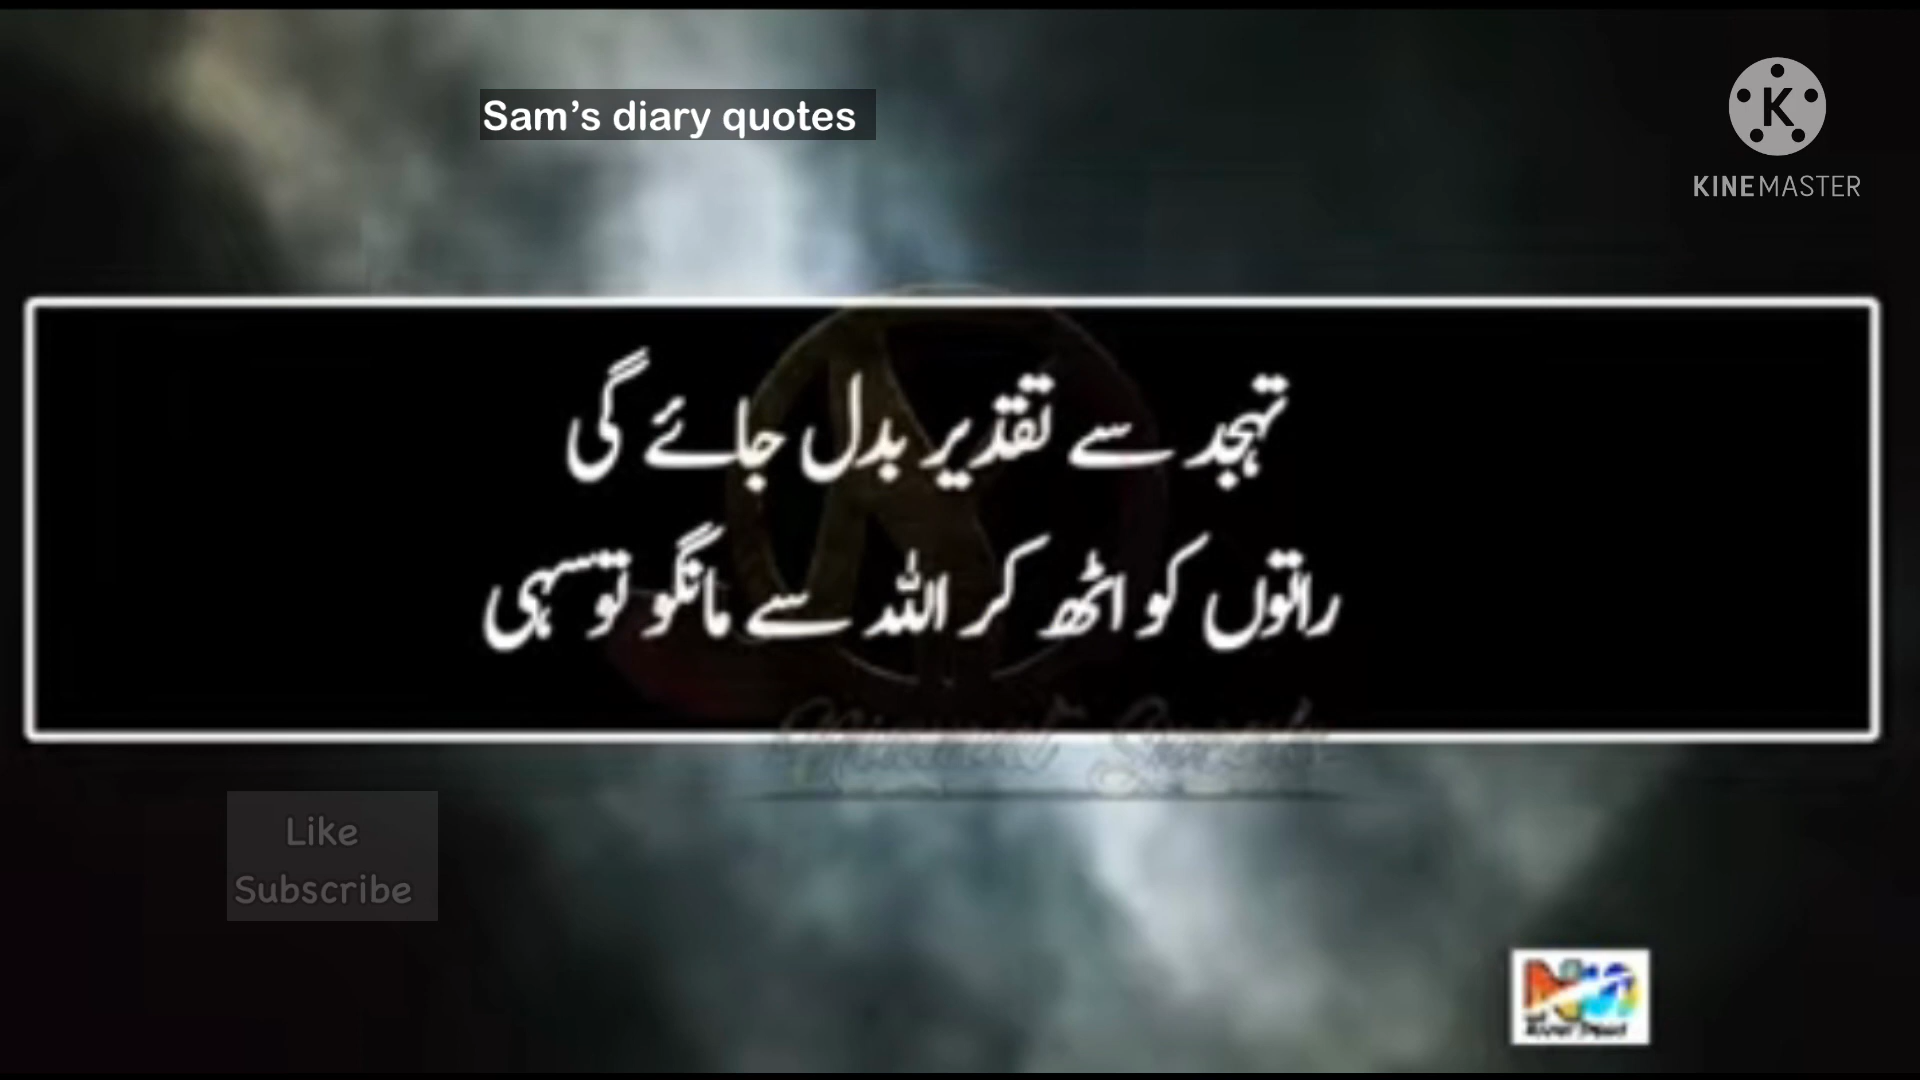 Sam’s diary quotes
K
KINEMASTER
تہجد سے تقدیر بدل جائے گی
راتوں کو اٹھ کر اللہ سے مانگو تو سہی
Like
Subscribe